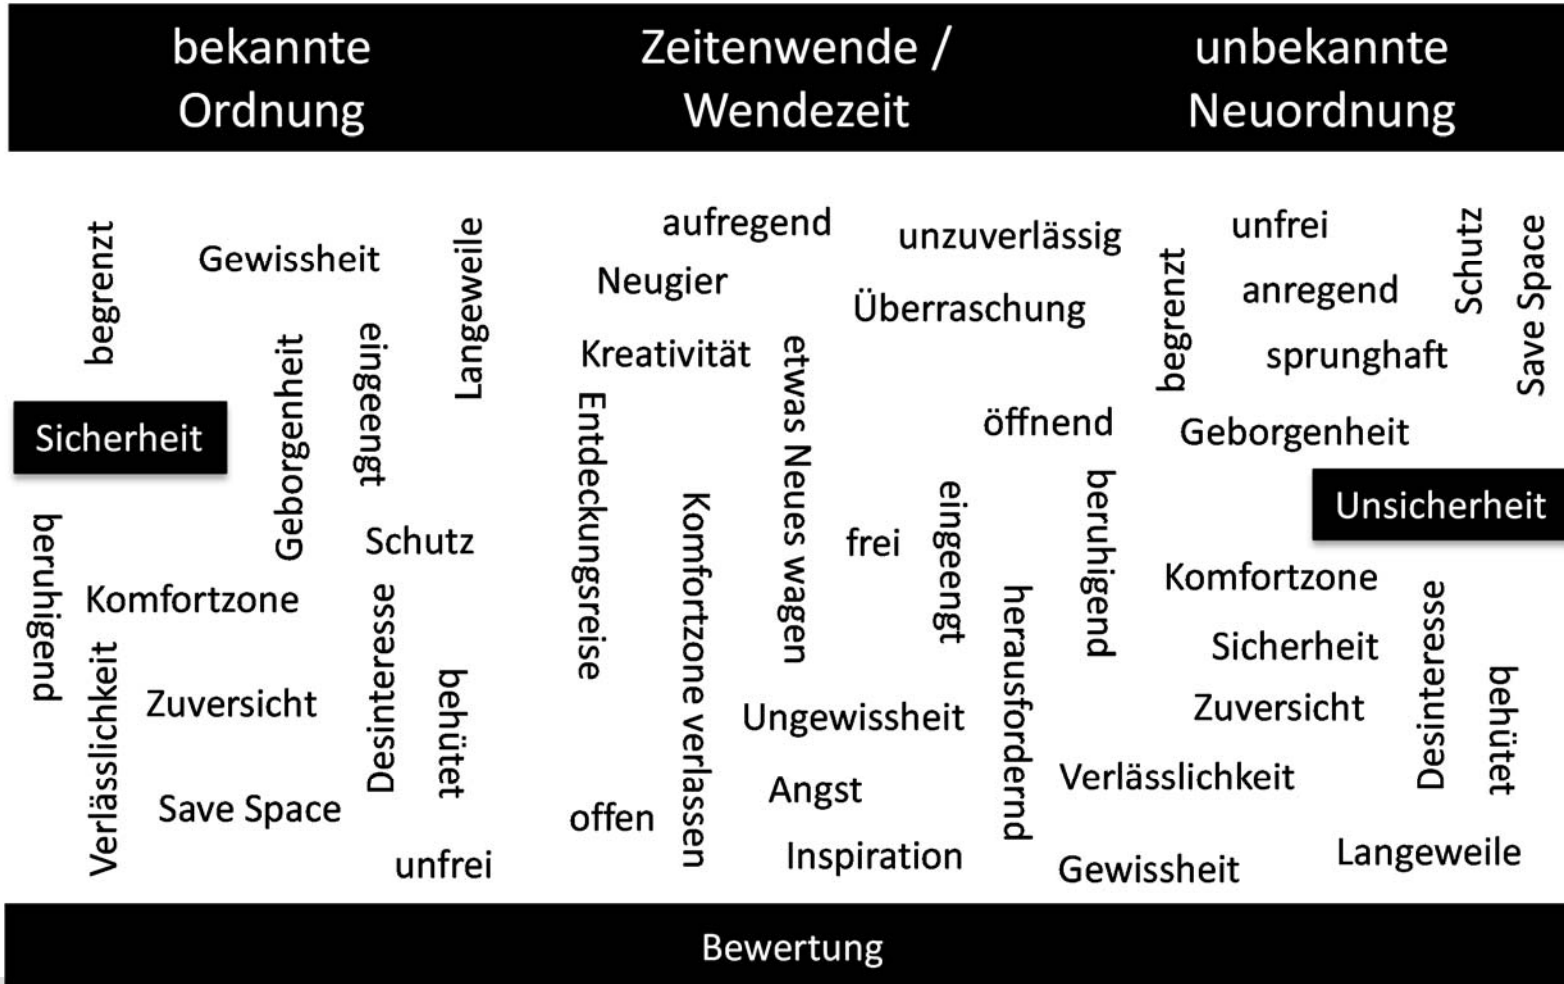 bekannte
Ordnung
Zeitenwende /
Wendezeit
unbekannte
Neuordnung
begrenzt
Gewissheit
Langeweile
Geborgenheit
eingeengt
Sicherheit
beruhigend
Schutz
Komfortzone
Verlässlichkeit
Zuversicht
Desinteresse
behütet
Save Space
unfrei
aufregend
unzuverlässig
Neugier
Überraschung
Kreativität
etwas Neues wagen
Entdeckungsreise
Komfortzone verlassen
öffnend
frei
eingeengt
herausfordernd
Ungewissheit
Angst
offen
Inspiration
unfrei
Schutz
Save Space
begrenzt
anregend
sprunghaft
Geborgenheit
beruhigend
Unsicherheit
Komfortzone
Sicherheit
Desinteresse
Zuversicht
behütet
Verlässlichkeit
Langeweile
Gewissheit
Bewertung